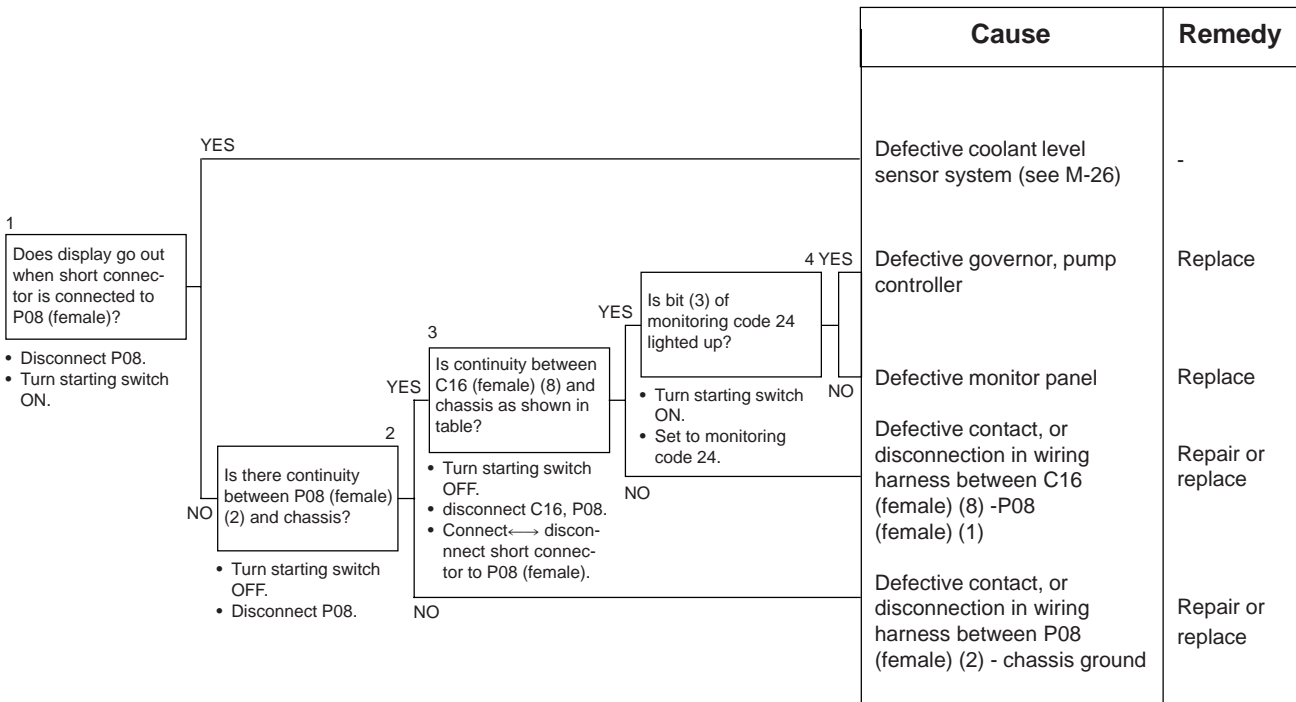 Cause
Remedy
YES
Defective coolant level
sensor system (see M-26)
-
1
Does display go out
when short connec-
tor is connected to
P08 (female)?
• Disconnect P08.
• Turn starting switch
ON.
4 YES
Defective governor, pump
controller
Replace
YES
Is bit (3) of
monitoring code 24
lighted up?
NO
Defective monitor panel
Replace
• Turn starting switch
ON.
• Set to monitoring
code 24.
3
YES
Is continuity between
C16 (female) (8) and
chassis as shown in
table?
• Turn starting switch
OFF.
• disconnect C16, P08.
• Connect←→ discon-
nnect short connec-
tor to P08 (female).
NO
Defective contact, or
disconnection in wiring
harness between C16
(female) (8) -P08
(female) (1)
Repair or
replace
2
NO
Is there continuity
between P08 (female)
(2) and chassis?
• Turn starting switch
OFF.
• Disconnect P08.
NO
Defective contact, or
disconnection in wiring
harness between P08
(female) (2) - chassis ground
Repair or
replace